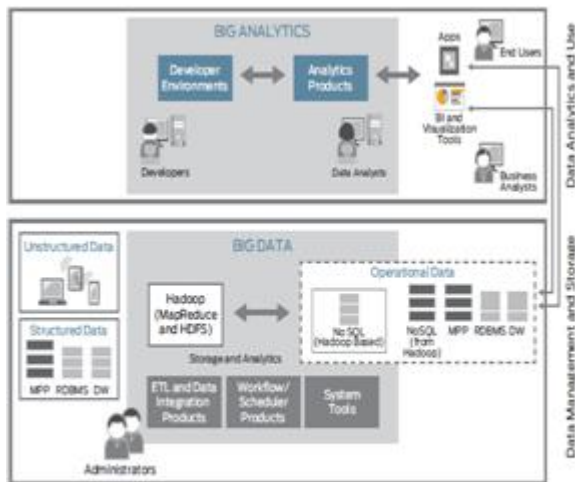 BIG ANALYTICS
Developer
Environments
Analytics
Products
Developers
Data Analysts
Apps
End Users
BI and
Visualization
Tools
Business
Analysts
Data Analytics and Use
Unstructured Data
Structured Data
MPP RDBMS DW
BIG DATA
Hadoop
(MapReduce
and HDFS)
Storage and Analytics
Operational Data
NoSQL
(Hadoop Based)
NoSQL
(from
Hadoop)
MPP RDBMS DW
ETL and Data
Integration
Products
Workflow/
Scheduler
Products
System
Tools
Administrators
Data Management and Storage